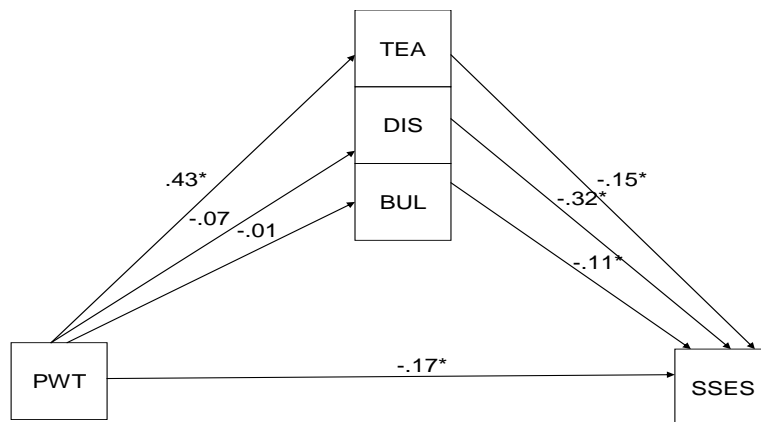 TEA
DIS
BUL
.43*
-.07
-.01
-.15*
-.32*
-.11*
PWT
-.17*
SSES